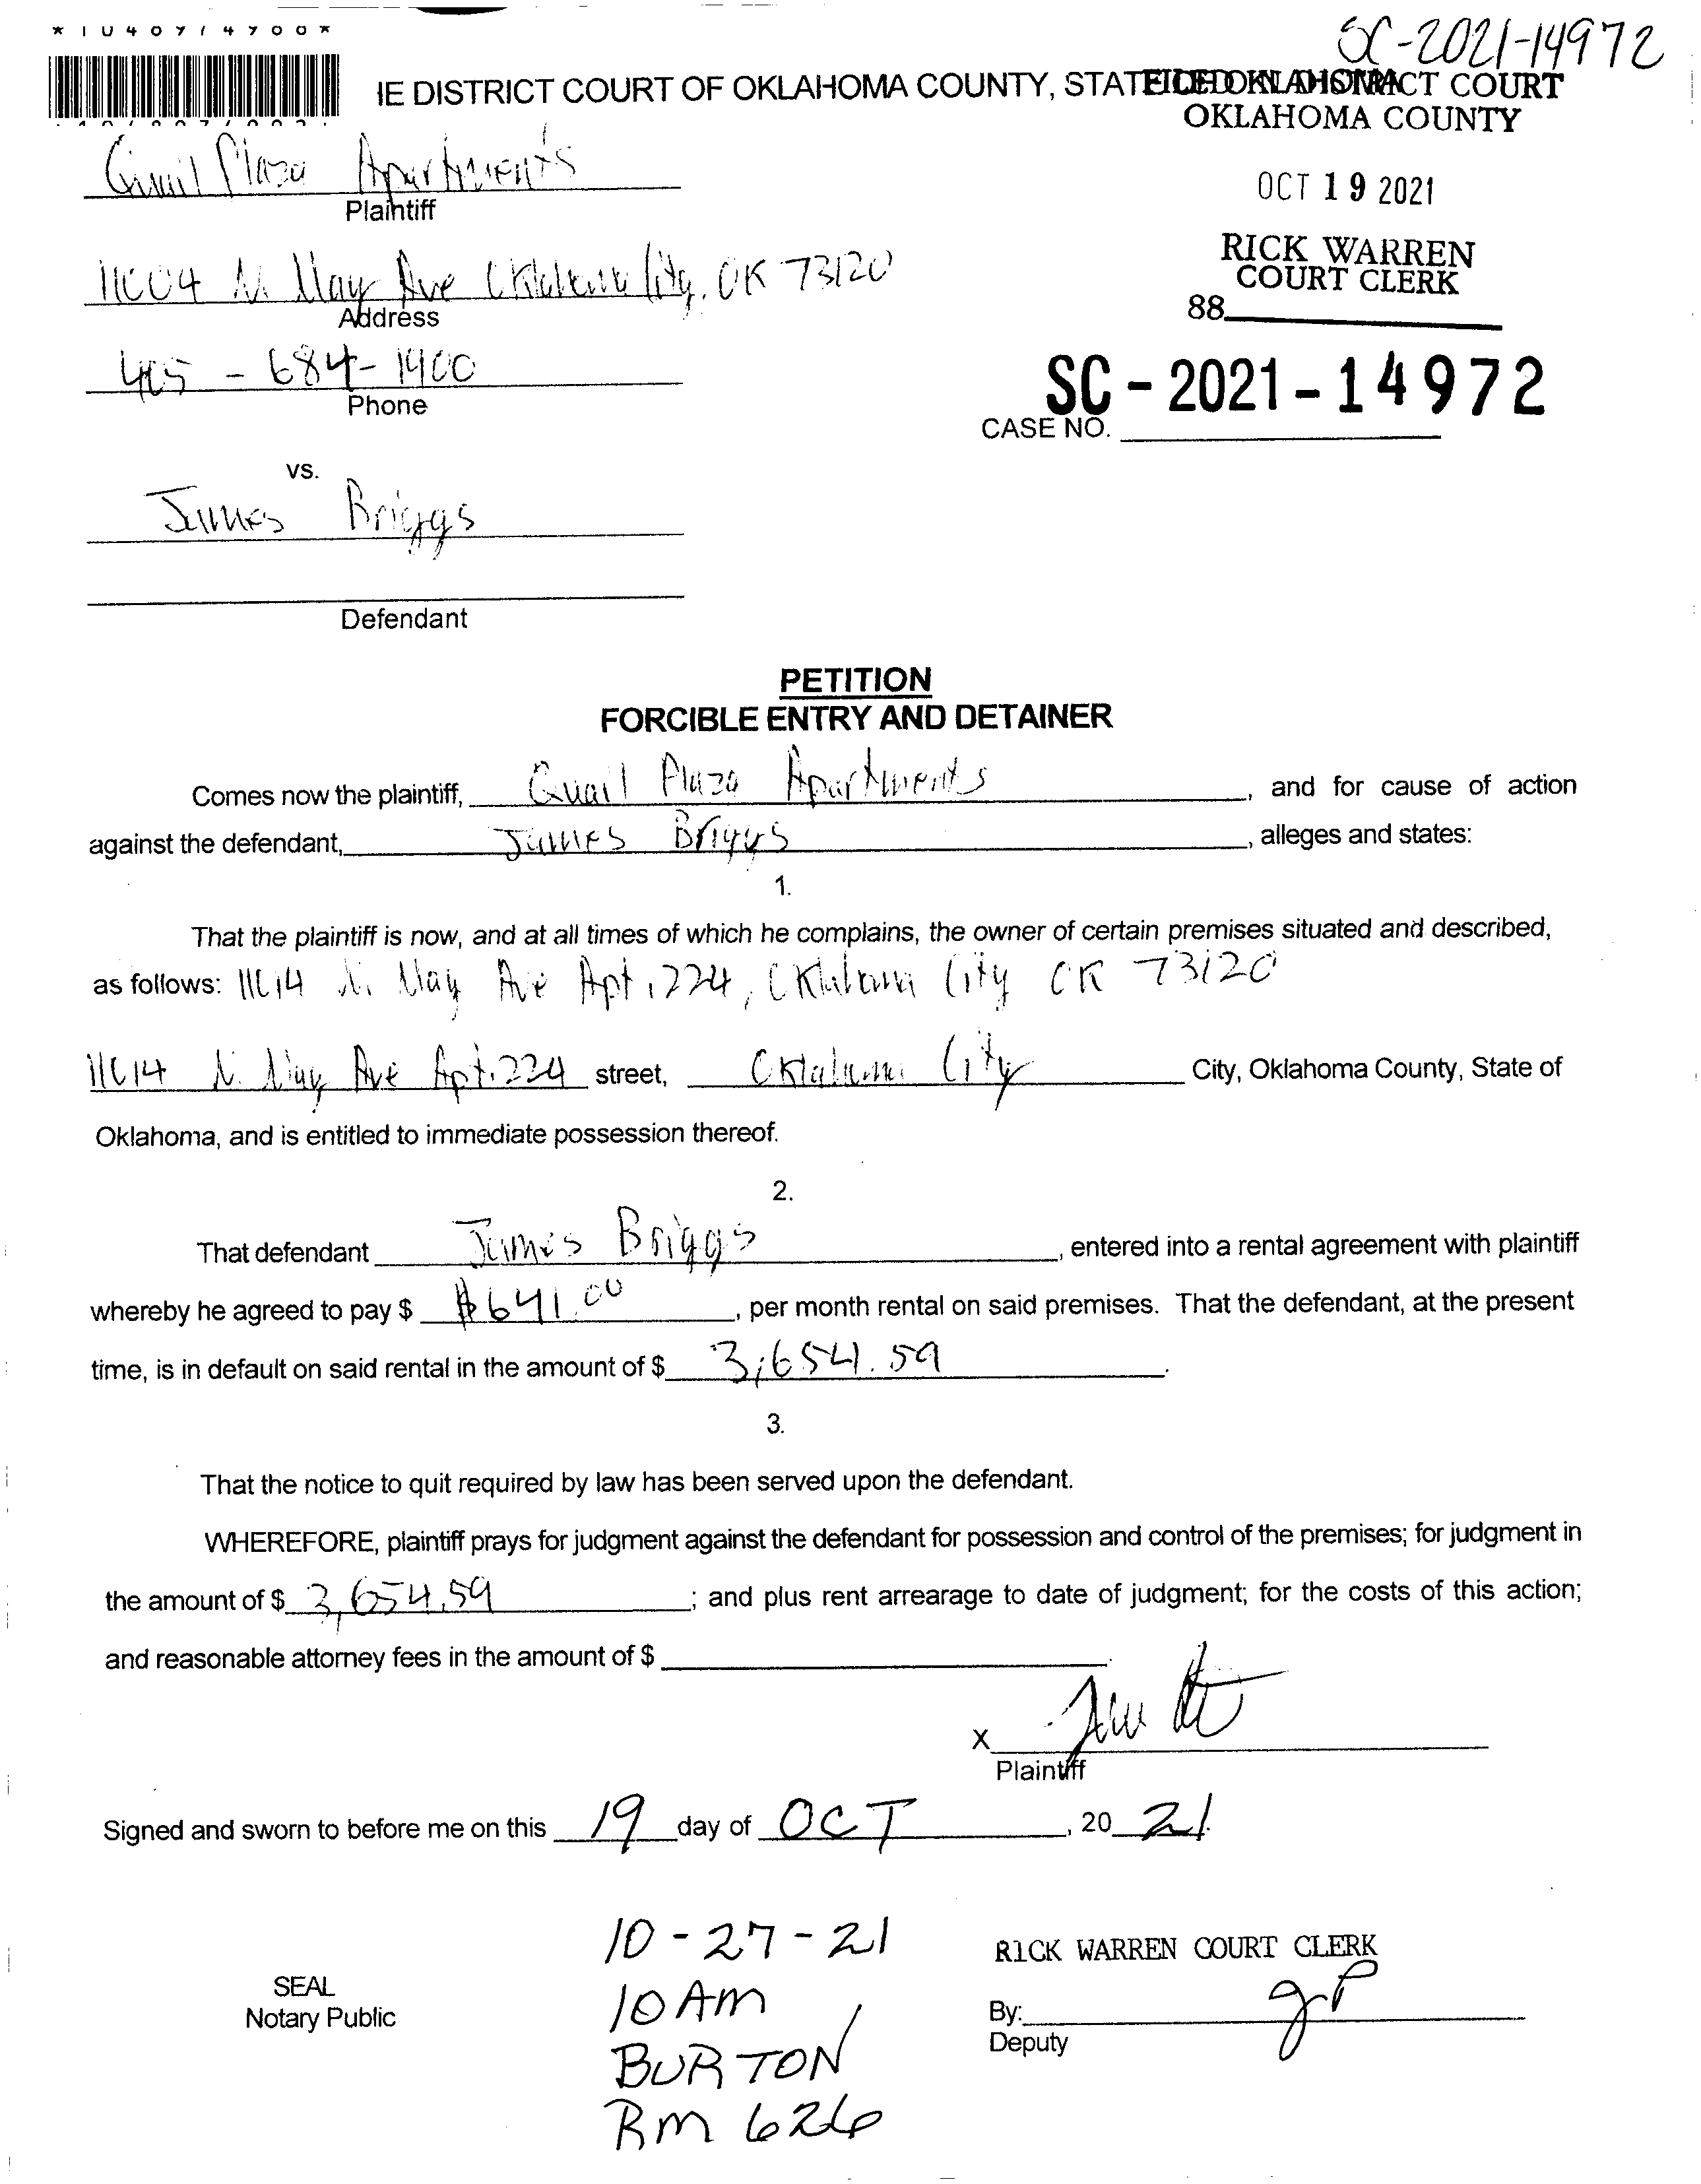 SC-2021-14972
IE DISTRICT COURT OF OKLAHOMA COUNTY, STATE OF OKLAHOMA
FILED IN DISTRICT COURT
OKLAHOMA COUNTY
OCT 19 2021
RICK WARREN
COURT CLERK
88
SC-2021-14972
CASE NO.
Quail Plaza Apartments
Plaintiff
11004 N May Ave Oklahoma City, OK 73120
Address
405-684-1400
Phone
vs.
James Briggs
Defendant
PETITION
FORCIBLE ENTRY AND DETAINER
Comes now the plaintiff, Quail Plaza Apartments, and for cause of action
against the defendant, James Briggs, alleges and states:
1.
That the plaintiff is now, and at all times of which he complains, the owner of certain premises situated and described,
as follows: 11014 N. May Ave Apt.224, Oklahoma City OK 73120
11014 N. May Ave Apt.224 street, Oklahoma City City, Oklahoma County, State of
Oklahoma, and is entitled to immediate possession thereof.
2.
That defendant James Briggs, entered into a rental agreement with plaintiff
whereby he agreed to pay $ $641.00, per month rental on said premises. That the defendant, at the present
time, is in default on said rental in the amount of $ 3,654.59.
3.
That the notice to quit required by law has been served upon the defendant.
WHEREFORE, plaintiff prays for judgment against the defendant for possession and control of the premises; for judgment in
the amount of $ 3,654.59; and plus rent arrearage to date of judgment; for the costs of this action;
and reasonable attorney fees in the amount of $
X
Plaintiff
Signed and sworn to before me on this 19 day of OCT, 20 21.
10-27-21
10 AM
BURTON
RM 626
SEAL
Notary Public
RICK WARREN COURT CLERK
By: JP
Deputy